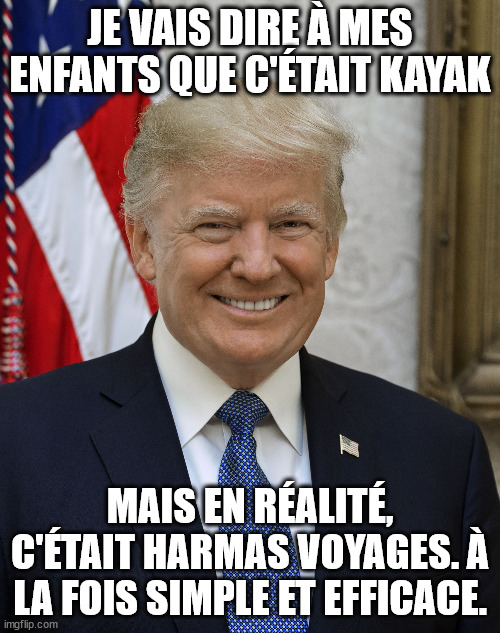 JE VAIS DIRE À MES
ENFANTS QUE C'ÉTAIT KAYAK
MAIS EN RÉALITÉ,
C'ÉTAIT HARMAS VOYAGES. À
LA FOIS SIMPLE ET EFFICACE.
imgflip.com